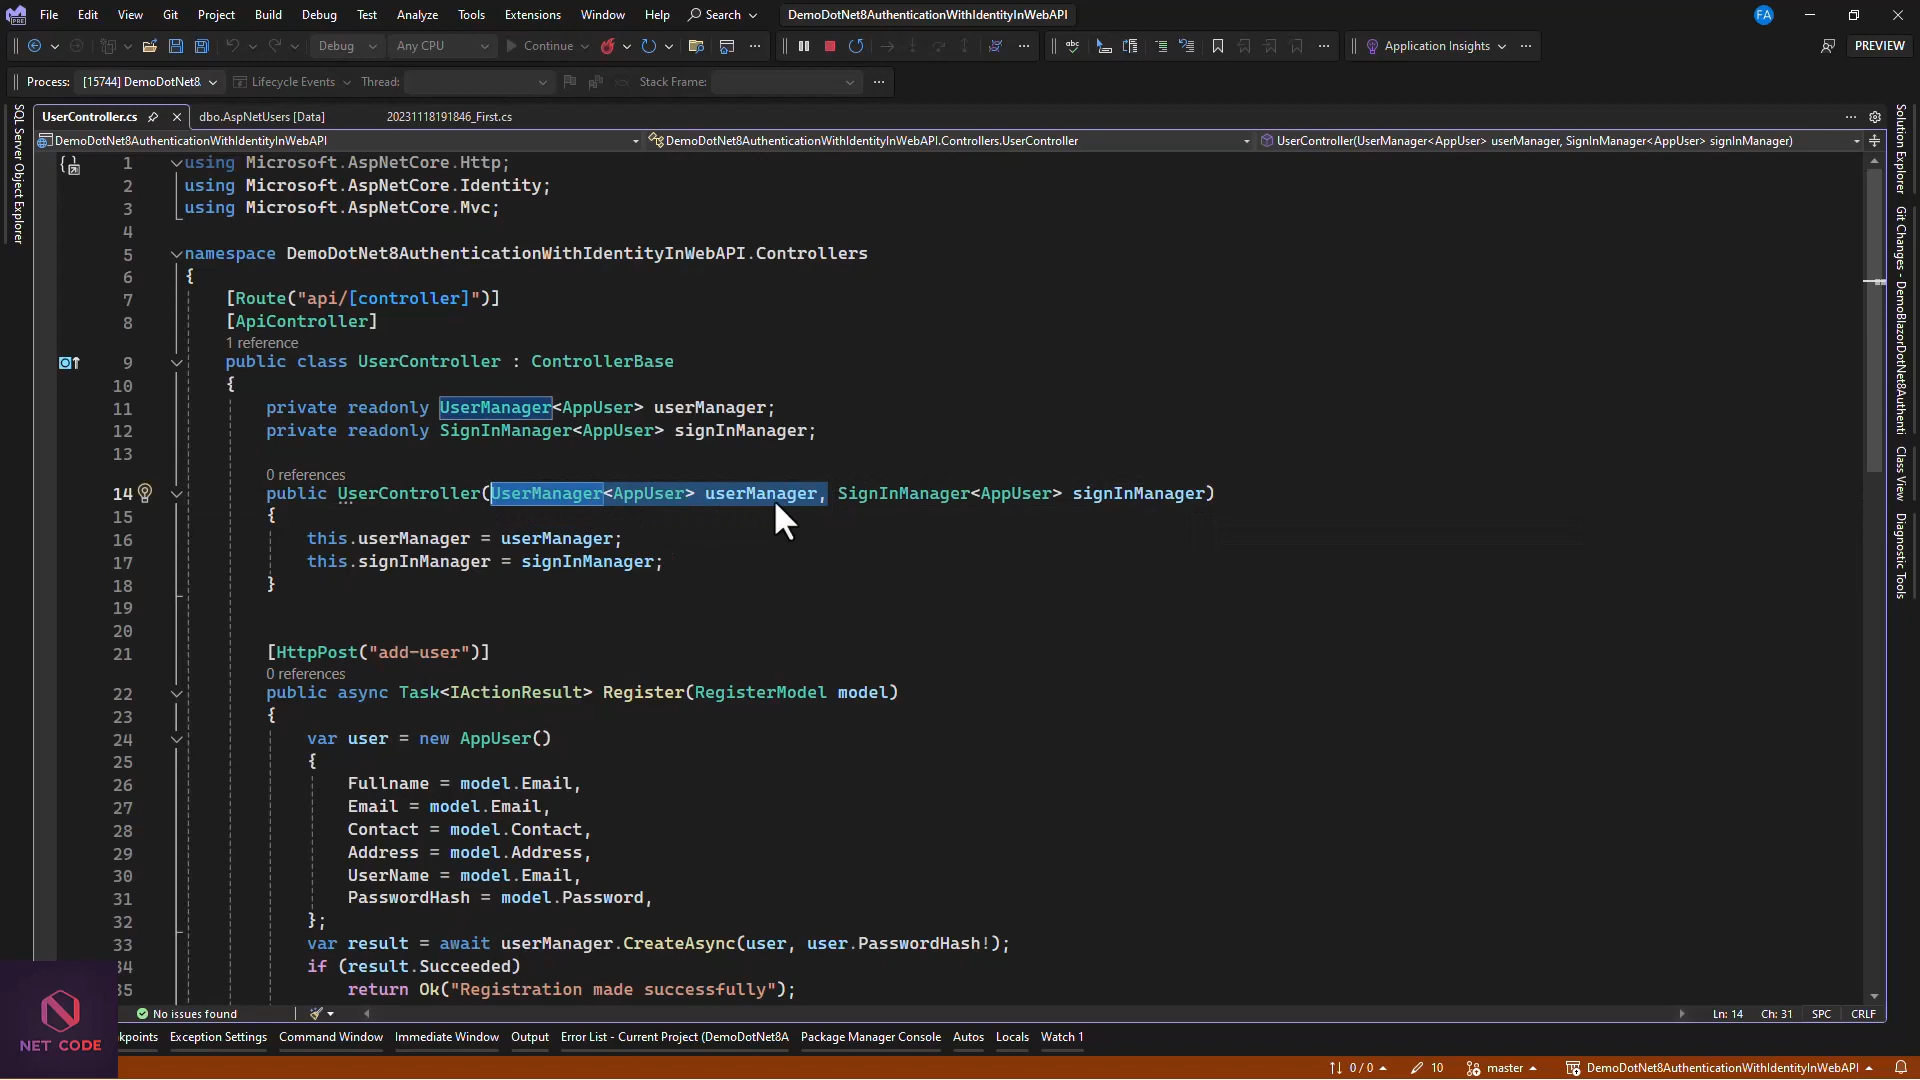 File Edit View Git Project Build Debug Test Analyze Tools Extensions Window Help Search DemoDotNet8AuthenticationWithIdentityInWebAPI FA
Debug Any CPU Continue Application Insights PREVIEW
Process: [15744] DemoDotNet8. Lifecycle Events Thread: Stack Frame:
UserController.cs dbo.AspNetUsers [Data] 20231118191846_First.cs
DemoDotNet8AuthenticationWithIdentityInWebAPI DemoDotNet8AuthenticationWithIdentityInWebAPI.Controllers.UserController UserController(UserManager<AppUser> userManager, SignInManager<AppUser> signInManager)
SQL Server Object Explorer
1 using Microsoft.AspNetCore.Http;
2 using Microsoft.AspNetCore.Identity;
3 using Microsoft.AspNetCore.Mvc;
4
5 namespace DemoDotNet8AuthenticationWithIdentityInWebAPI.Controllers
6 {
7 [Route("api/[controller]")]
8 [ApiController]
1 reference
9 public class UserController : ControllerBase
10 {
11 private readonly UserManager<AppUser> userManager;
12 private readonly SignInManager<AppUser> signInManager;
13
0 references
14 public UserController(UserManager<AppUser> userManager, SignInManager<AppUser> signInManager)
15 {
16 this.userManager = userManager;
17 this.signInManager = signInManager;
18 }
19
20
21 [HttpPost("add-user")]
0 references
22 public async Task<IActionResult> Register(RegisterModel model)
23 {
24 var user = new AppUser()
25 {
26 Fullname = model.Email,
27 Email = model.Email,
28 Contact = model.Contact,
29 Address = model.Address,
30 UserName = model.Email,
31 PasswordHash = model.Password,
32 };
33 var result = await userManager.CreateAsync(user, user.PasswordHash!);
34 if (result.Succeeded)
35 return Ok("Registration made successfully");
Solution Explorer
Git Changes - DemoBlazorDotNet8Authenti
Class View
Diagnostic Tools
No issues found Ln: 14 Ch: 31 SPC CRLF
NET CODE
kpoints Exception Settings Command Window Immediate Window Output Error List - Current Project (DemoDotNet8A Package Manager Console Autos Locals Watch 1
0 / 0 10 master DemoDotNet8AuthenticationWithIdentityInWebAPI